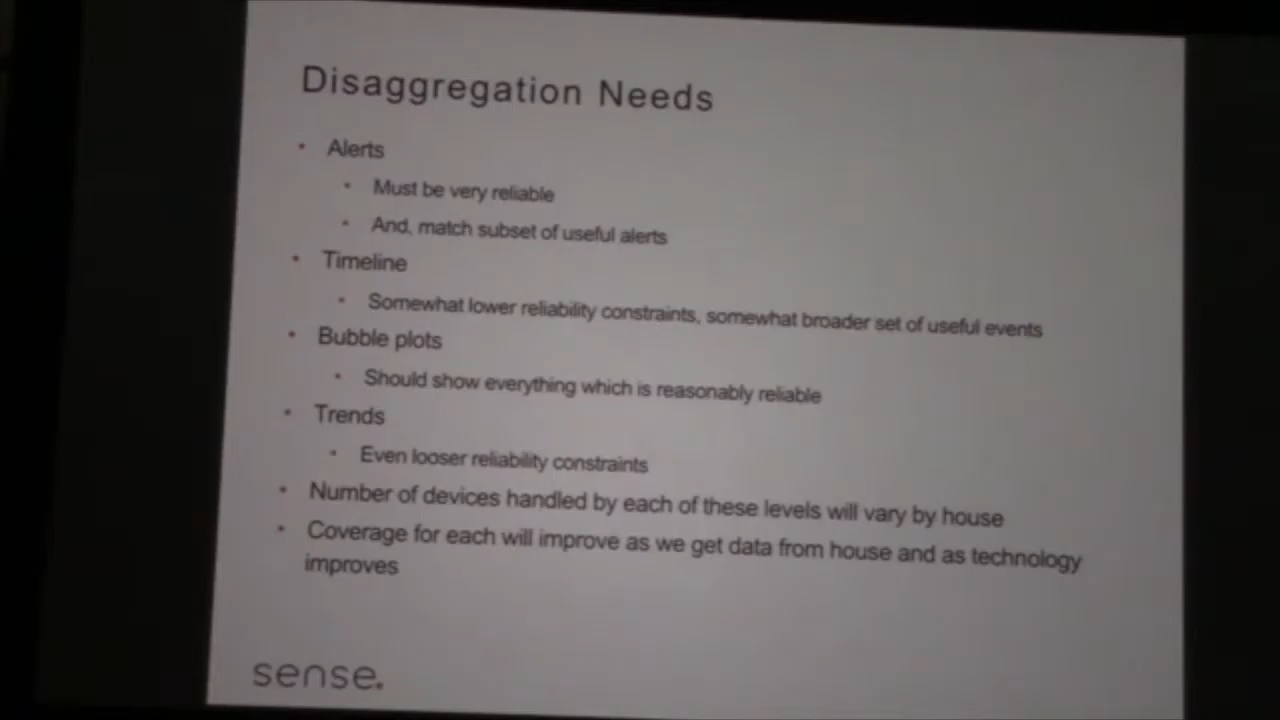 Disaggregation Needs
• Alerts
• Must be very reliable
• And, match subset of useful alerts
• Timeline
• Somewhat lower reliability constraints, somewhat broader set of useful events
• Bubble plots
• Should show everything which is reasonably reliable
• Trends
• Even looser reliability constraints
• Number of devices handled by each of these levels will vary by house
• Coverage for each will improve as we get data from house and as technology
improves
sense.